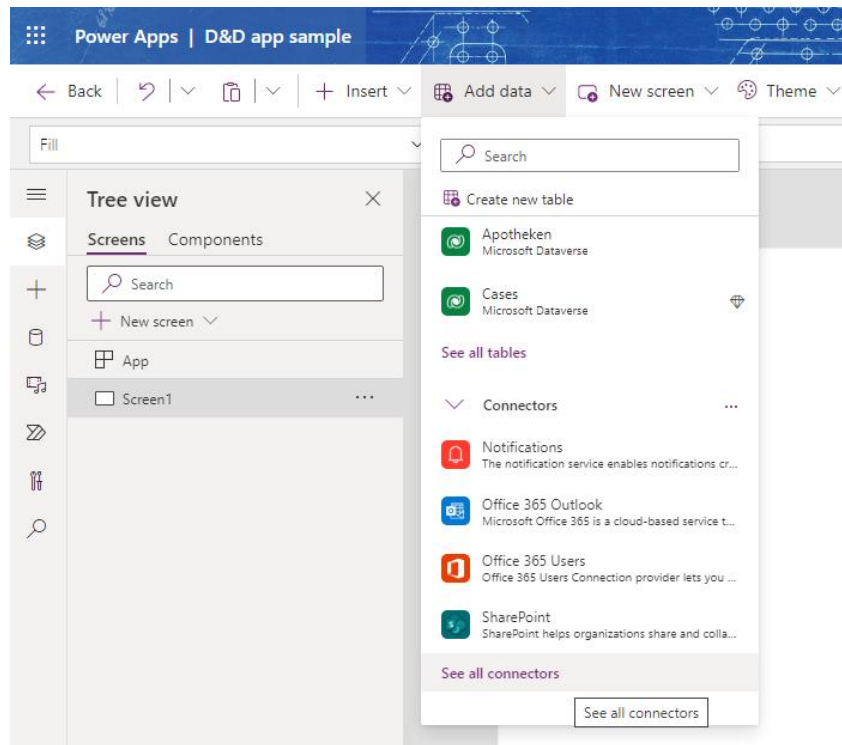 Power Apps | D&D app sample
Back Insert Add data New screen Theme
Fill
Search
Create new table
Tree view
Screens Components
Search
New screen
App
Screen1
Apotheken
Microsoft Dataverse
Cases
Microsoft Dataverse
See all tables
Connectors
Notifications
The notification service enables notifications cr...
Office 365 Outlook
Microsoft Office 365 is a cloud-based service t...
Office 365 Users
Office 365 Users Connection provider lets you ...
SharePoint
SharePoint helps organizations share and colla...
See all connectors
See all connectors